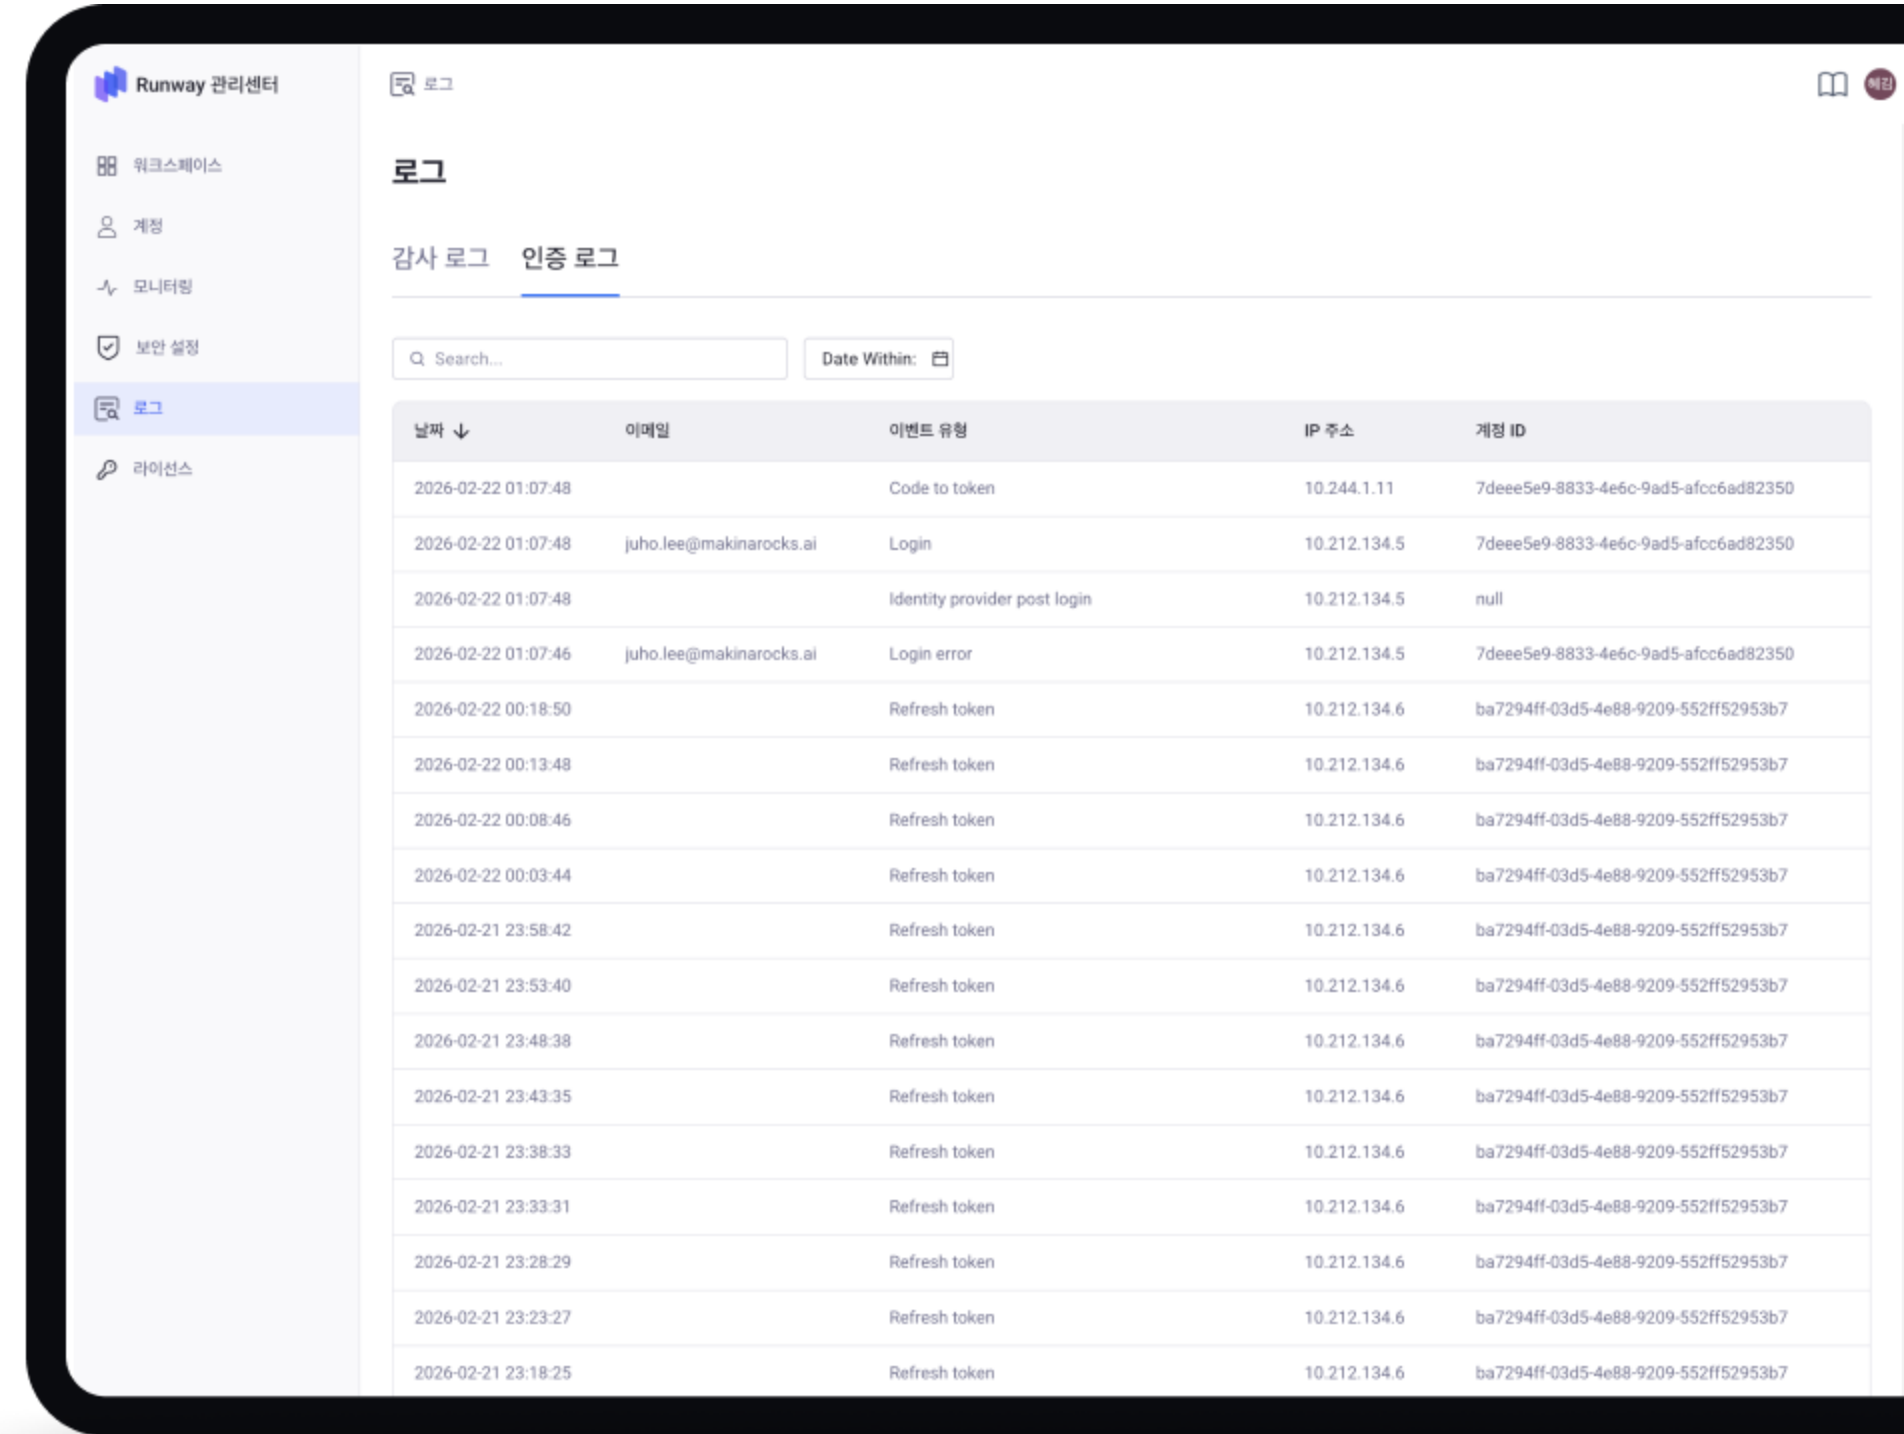 Runway 관리센터
로그
혜김
워크스페이스
계정
모니터링
보안 설정
로그
라이선스
로그
감사 로그 인증 로그
Search... Date Within:
날짜 이메일 이벤트 유형 IP 주소 계정 ID
2026-02-22 01:07:48 Code to token 10.244.1.11 7deee5e9-8833-4e6c-9ad5-afcc6ad82350
2026-02-22 01:07:48 juho.lee@makinarocks.ai Login 10.212.134.5 7deee5e9-8833-4e6c-9ad5-afcc6ad82350
2026-02-22 01:07:48 Identity provider post login 10.212.134.5 null
2026-02-22 01:07:46 juho.lee@makinarocks.ai Login error 10.212.134.5 7deee5e9-8833-4e6c-9ad5-afcc6ad82350
2026-02-22 00:18:50 Refresh token 10.212.134.6 ba7294ff-03d5-4e88-9209-552ff52953b7
2026-02-22 00:13:48 Refresh token 10.212.134.6 ba7294ff-03d5-4e88-9209-552ff52953b7
2026-02-22 00:08:46 Refresh token 10.212.134.6 ba7294ff-03d5-4e88-9209-552ff52953b7
2026-02-22 00:03:44 Refresh token 10.212.134.6 ba7294ff-03d5-4e88-9209-552ff52953b7
2026-02-21 23:58:42 Refresh token 10.212.134.6 ba7294ff-03d5-4e88-9209-552ff52953b7
2026-02-21 23:53:40 Refresh token 10.212.134.6 ba7294ff-03d5-4e88-9209-552ff52953b7
2026-02-21 23:48:38 Refresh token 10.212.134.6 ba7294ff-03d5-4e88-9209-552ff52953b7
2026-02-21 23:43:35 Refresh token 10.212.134.6 ba7294ff-03d5-4e88-9209-552ff52953b7
2026-02-21 23:38:33 Refresh token 10.212.134.6 ba7294ff-03d5-4e88-9209-552ff52953b7
2026-02-21 23:33:31 Refresh token 10.212.134.6 ba7294ff-03d5-4e88-9209-552ff52953b7
2026-02-21 23:28:29 Refresh token 10.212.134.6 ba7294ff-03d5-4e88-9209-552ff52953b7
2026-02-21 23:23:27 Refresh token 10.212.134.6 ba7294ff-03d5-4e88-9209-552ff52953b7
2026-02-21 23:18:25 Refresh token 10.212.134.6 ba7294ff-03d5-4e88-9209-552ff52953b7